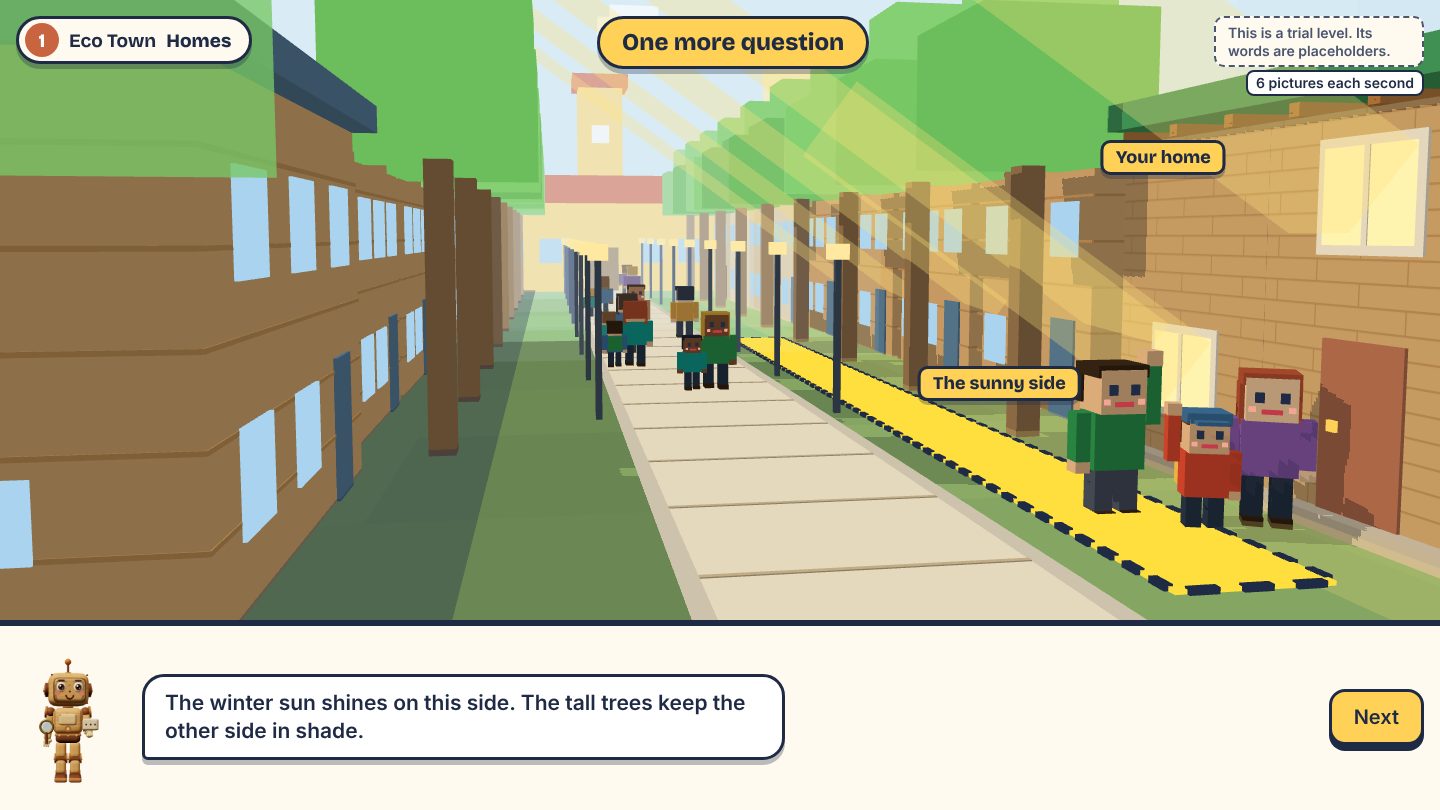 1 Eco Town Homes
One more question
This is a trial level. Its
words are placeholders.
6 pictures each second
Your home
The sunny side
The winter sun shines on this side. The tall trees keep the
other side in shade.
Next